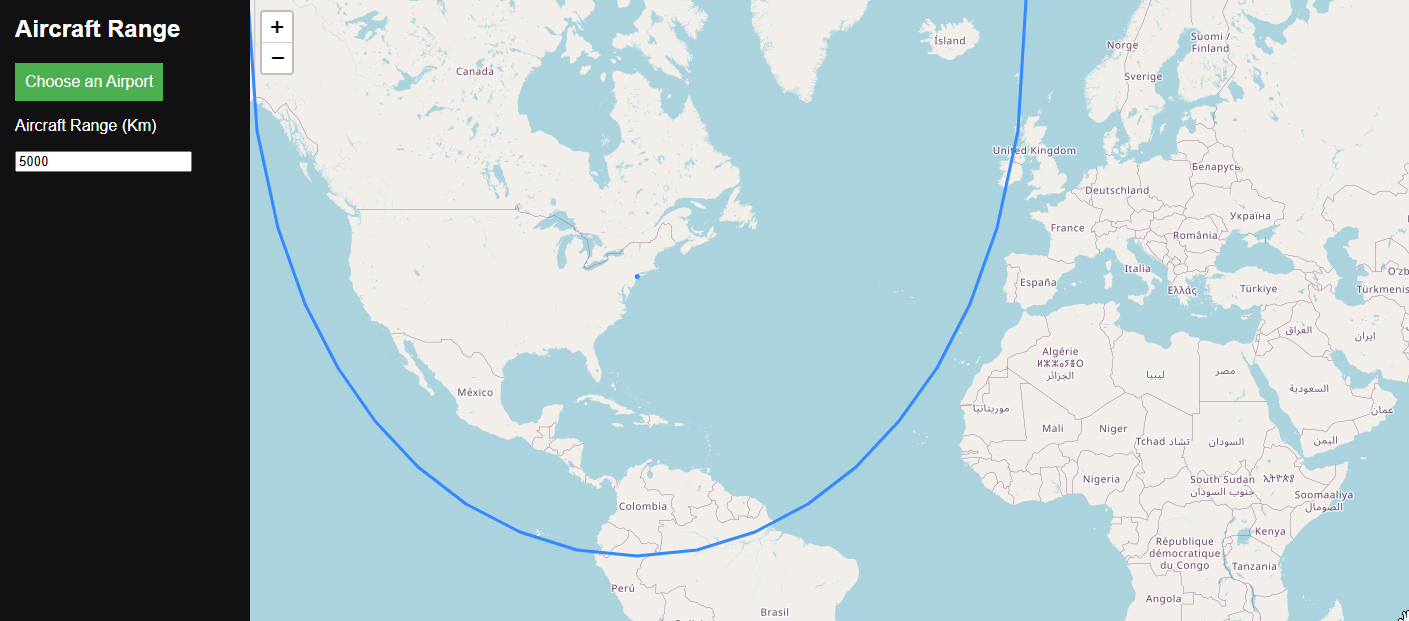 Aircraft Range
Choose an Airport
Aircraft Range (Km)
5000
+
−
Canada
México
Colombia
Perú
Brasil
Ísland
Norge
Suomi /
Finland
Sverige
United Kingdom
Беларусь
Deutschland
Україна
France
România
Italia
España
Ελλάς
Türkiye
Türkmenis
Algérie
ⵍⵣⵣⴰⵢⴻⵔ
الجزائر
ليبيا
مصر
العراق
ایران
السعودية
عمان
اليمن
موريتانيا
Mali
Niger
Tchad تشاد
السودان
Nigeria
South Sudan
جنوب السودان
ኢትዮጵያ
Soomaaliya
الصومال
Kenya
République
démocratique
du Congo
Tanzania
Angola